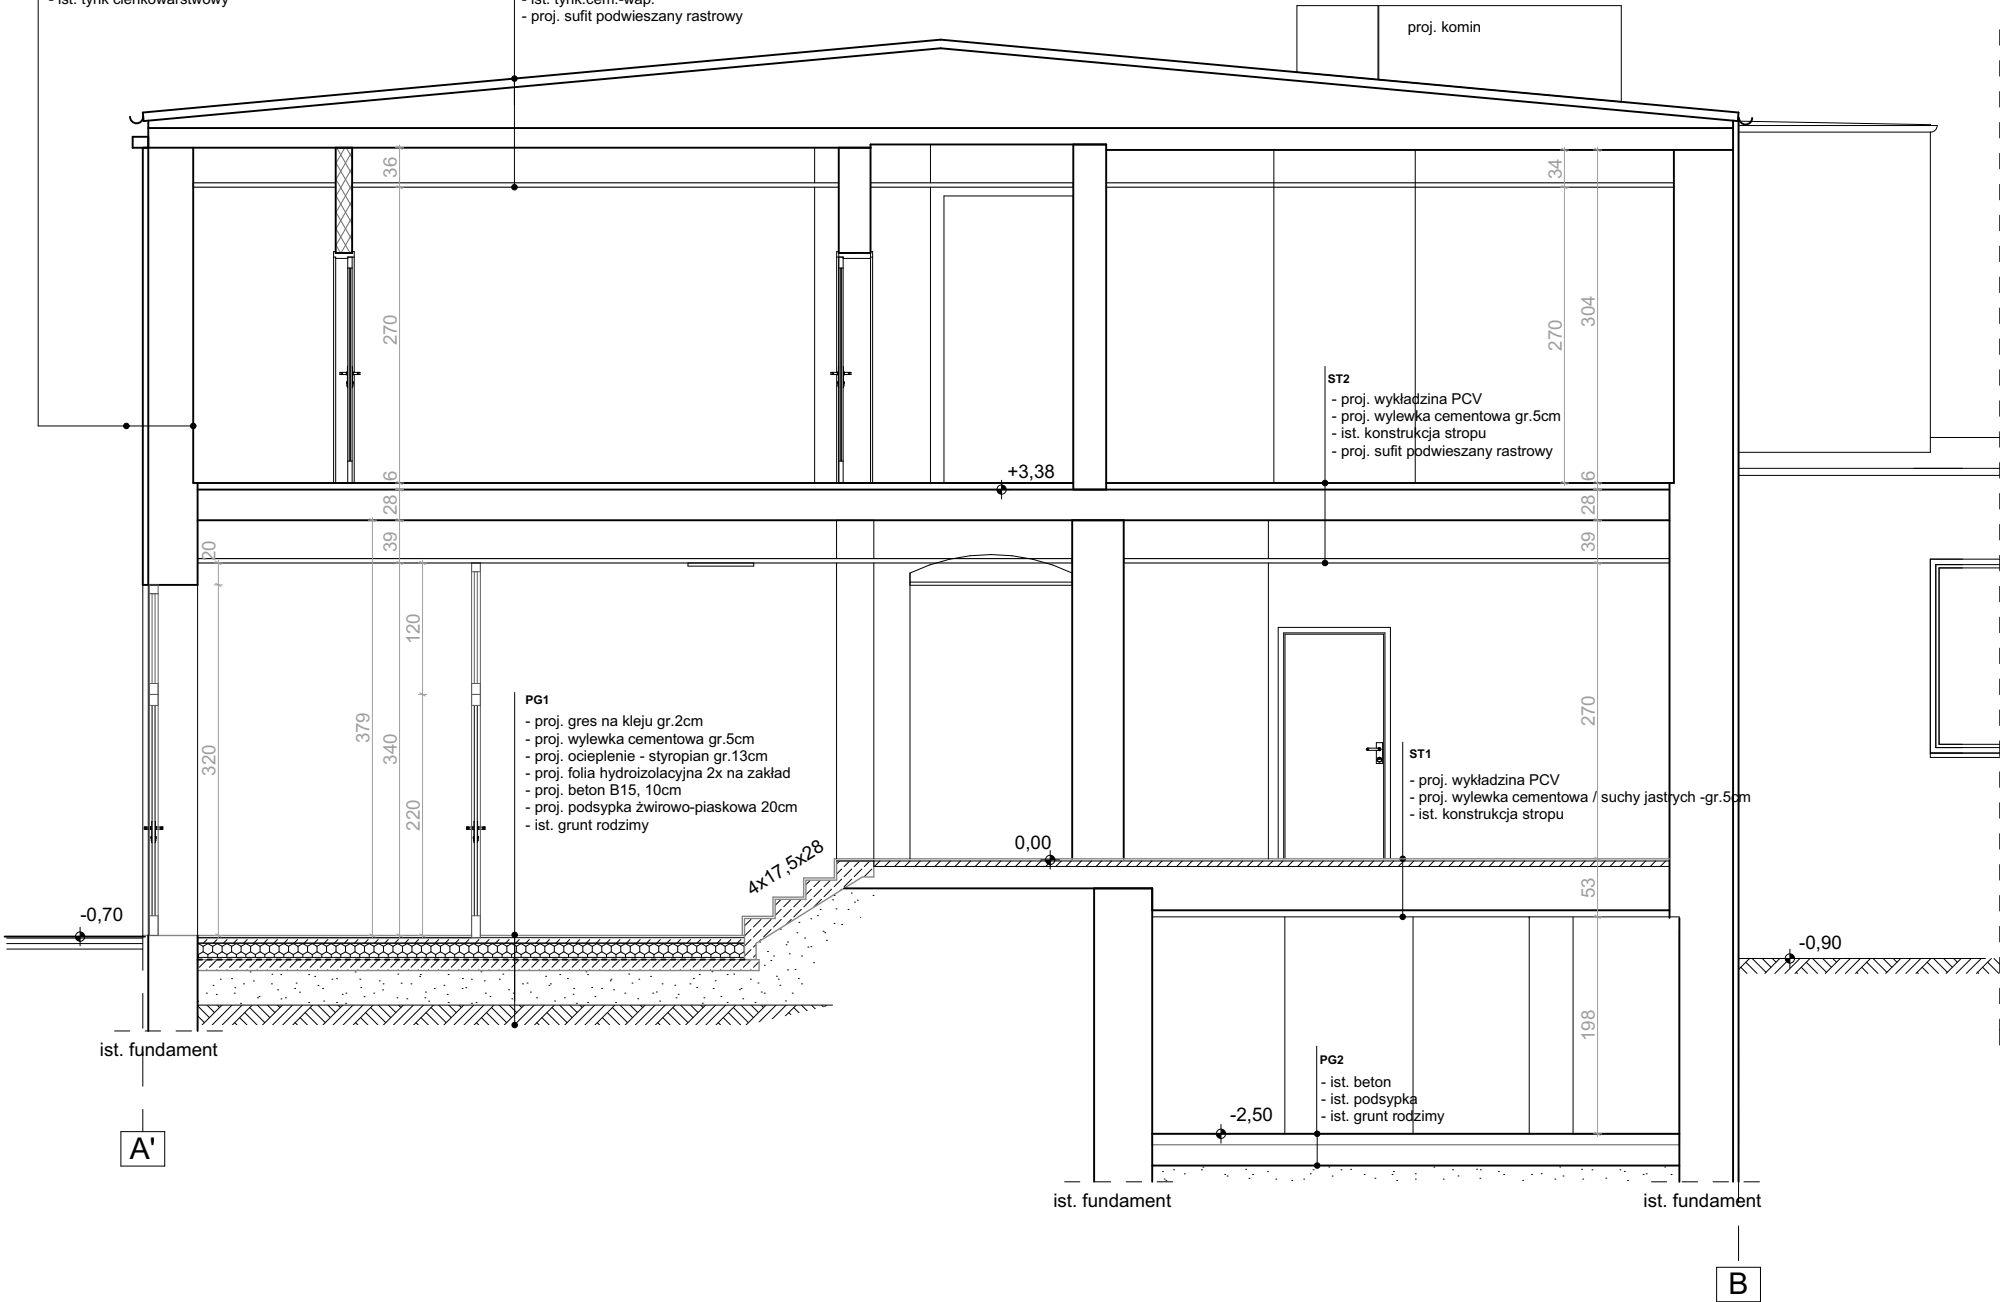 - ist. tynk cienkowarstwowy
- ist. tynk.cem.-wap.
- proj. sufit podwieszany rastrowy
proj. komin
36
34
270
304
270
ST2
- proj. wykładzina PCV
- proj. wylewka cementowa gr.5cm
- ist. konstrukcja stropu
- proj. sufit podwieszany rastrowy
+3,38
6
6
28
28
20
39
39
120
379
340
320
220
270
PG1
- proj. gres na kleju gr.2cm
- proj. wylewka cementowa gr.5cm
- proj. ocieplenie - styropian gr.13cm
- proj. folia hydroizolacyjna 2x na zakład
- proj. beton B15, 10cm
- proj. podsypka żwirowo-piaskowa 20cm
- ist. grunt rodzimy
ST1
- proj. wykładzina PCV
- proj. wylewka cementowa / suchy jastrych -gr.5cm
- ist. konstrukcja stropu
0,00
4x17,5x28
53
-0,70
-0,90
198
ist. fundament
PG2
- ist. beton
- ist. podsypka
- ist. grunt rodzimy
-2,50
A'
ist. fundament
ist. fundament
B